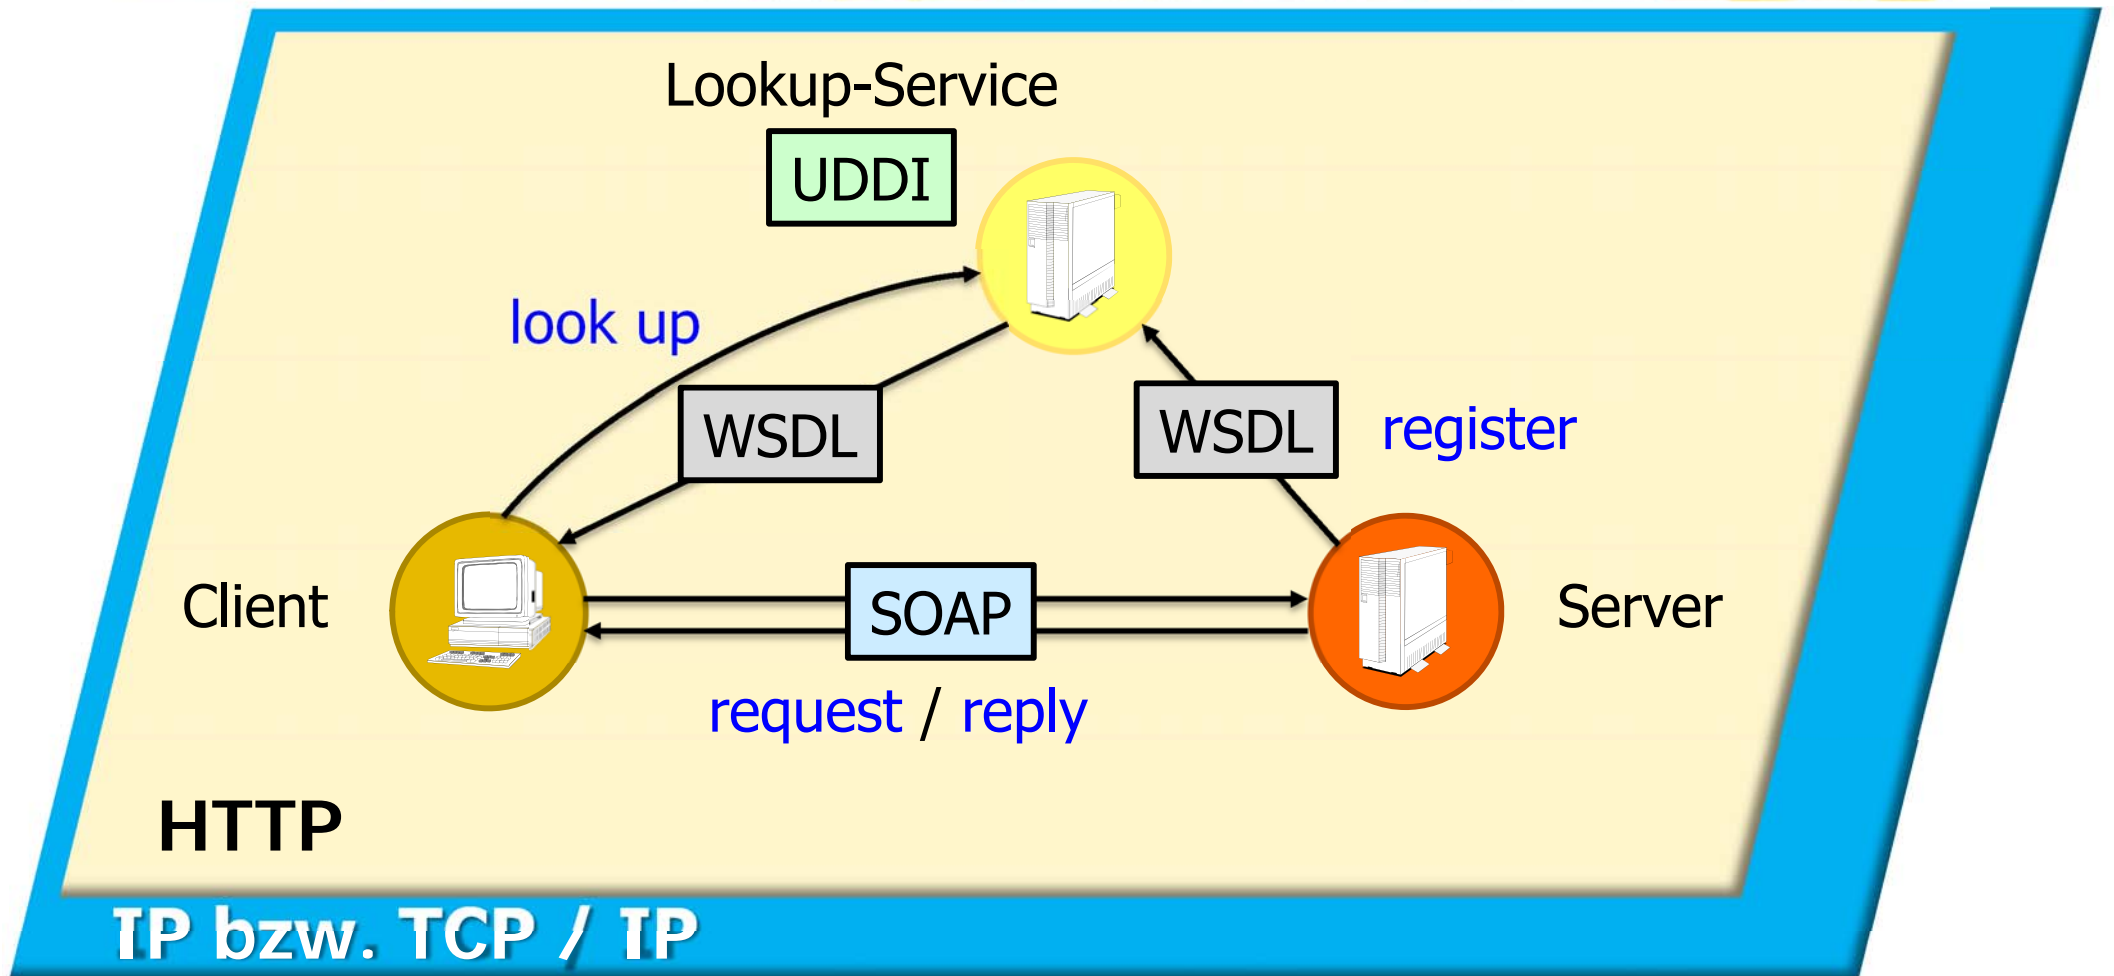 Lookup-Service
UDDI
look up
WSDL
WSDL
register
Client
SOAP
Server
request / reply
HTTP
IP bzw. TCP / IP